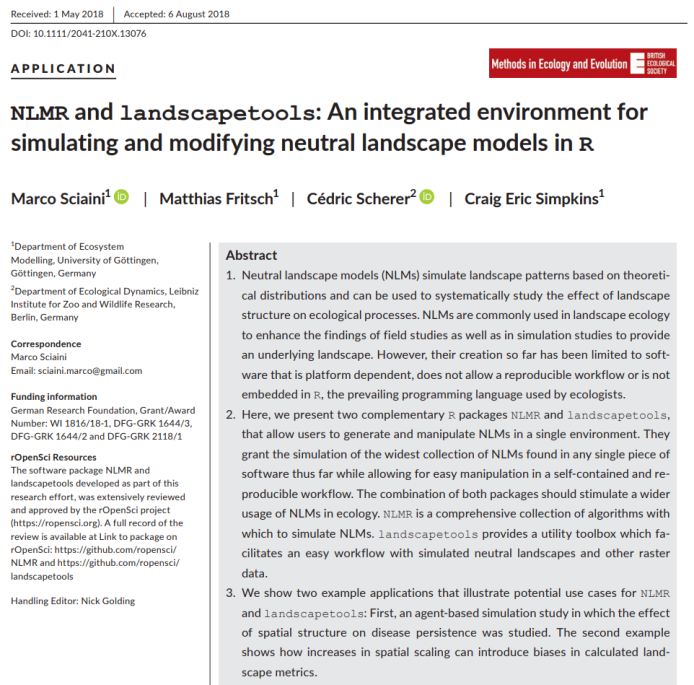 Received: 1 May 2018 | Accepted: 6 August 2018
DOI: 10.1111/2041-210X.13076
APPLICATION
Methods in Ecology and Evolution
BRITISH
ECOLOGICAL
SOCIETY
NLMR and landscapetools: An integrated environment for
simulating and modifying neutral landscape models in R
Marco Sciaini1 iD | Matthias Fritsch1 | Cédric Scherer2 iD | Craig Eric Simpkins1
1Department of Ecosystem
Modelling, University of Göttingen,
Göttingen, Germany
2Department of Ecological Dynamics, Leibniz
Institute for Zoo and Wildlife Research,
Berlin, Germany
Correspondence
Marco Sciaini
Email: sciaini.marco@gmail.com
Funding information
German Research Foundation, Grant/Award
Number: WI 1816/18-1, DFG-GRK 1644/3,
DFG-GRK 1644/2 and DFG-GRK 2118/1
rOpenSci Resources
The software package NLMR and
landscapetools developed as part of this
research effort, was extensively reviewed
and approved by the rOpenSci project
(https://ropensci.org). A full record of the
review is available at Link to package on
rOpenSci: https://github.com/ropensci/
NLMR and https://github.com/ropensci/
landscapetools
Handling Editor: Nick Golding
Abstract
1. Neutral landscape models (NLMs) simulate landscape patterns based on theoreti-
cal distributions and can be used to systematically study the effect of landscape
structure on ecological processes. NLMs are commonly used in landscape ecology
to enhance the findings of field studies as well as in simulation studies to provide
an underlying landscape. However, their creation so far has been limited to soft-
ware that is platform dependent, does not allow a reproducible workflow or is not
embedded in R, the prevailing programming language used by ecologists.
2. Here, we present two complementary R packages NLMR and landscapetools,
that allow users to generate and manipulate NLMs in a single environment. They
grant the simulation of the widest collection of NLMs found in any single piece of
software thus far while allowing for easy manipulation in a self-contained and re-
producible workflow. The combination of both packages should stimulate a wider
usage of NLMs in ecology. NLMR is a comprehensive collection of algorithms with
which to simulate NLMs. landscapetools provides a utility toolbox which fa-
cilitates an easy workflow with simulated neutral landscapes and other raster
data.
3. We show two example applications that illustrate potential use cases for NLMR
and landscapetools: First, an agent-based simulation study in which the effect
of spatial structure on disease persistence was studied. The second example
shows how increases in spatial scaling can introduce biases in calculated land-
scape metrics.